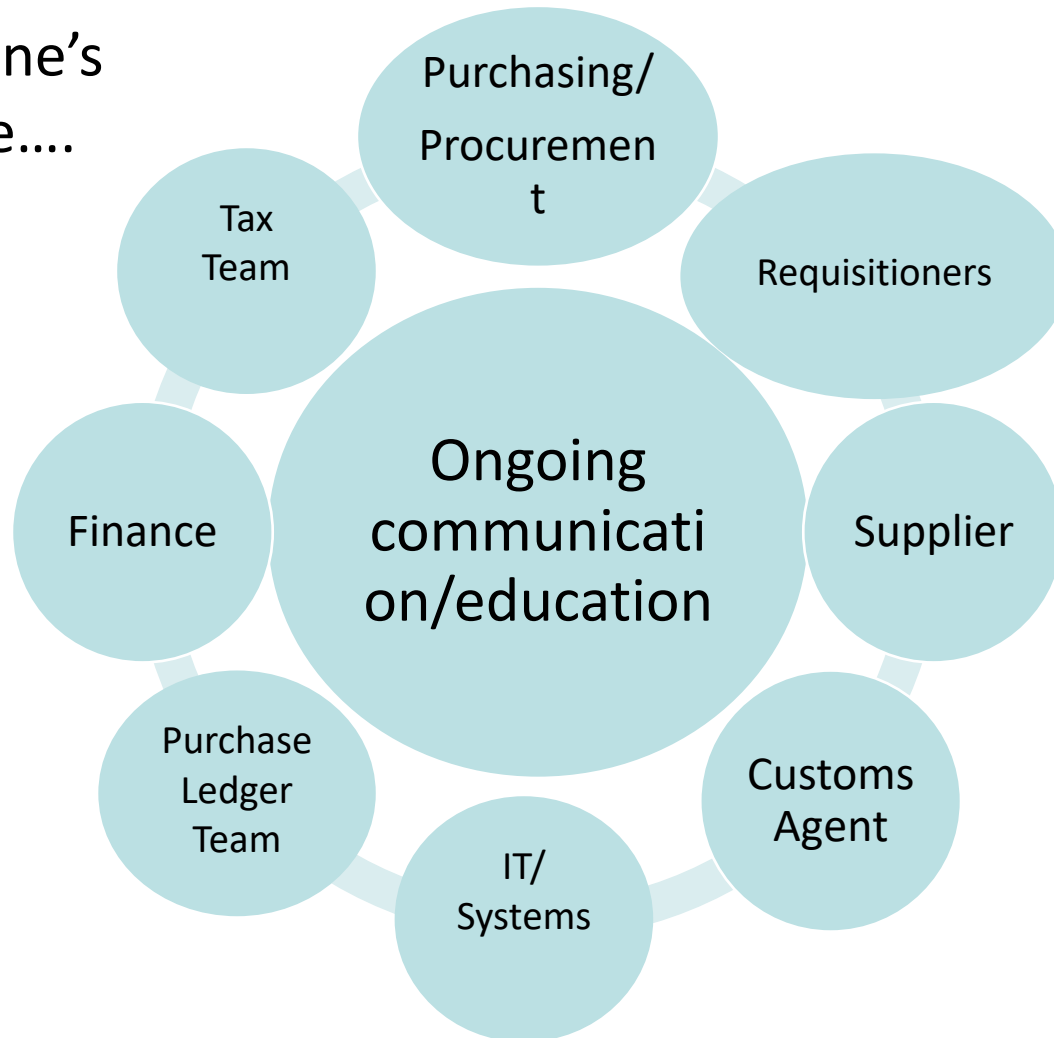 ne’s
e….
Purchasing/
Procuremen
t
Requisitioners
Supplier
Customs
Agent
IT/
Systems
Purchase
Ledger
Team
Finance
Tax
Team
Ongoing
communicati
on/education